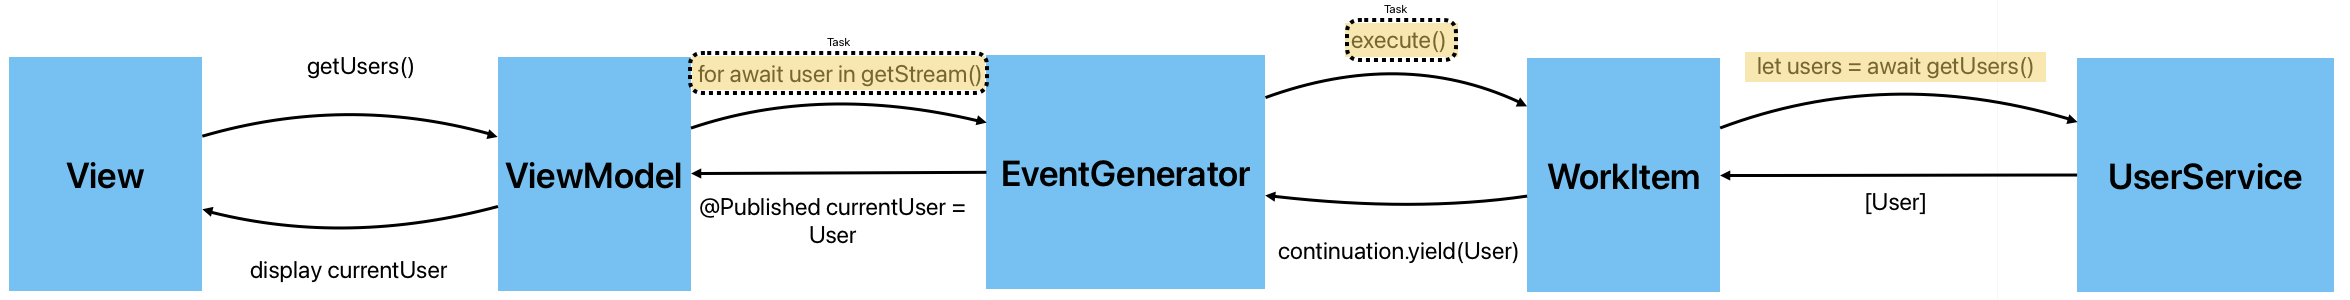 Task
execute()
Task
getUsers()
for await user in getStream()
let users = await getUsers()
View
ViewModel
EventGenerator
WorkItem
UserService
@Published currentUser =
User
[User]
continuation.yield(User)
display currentUser